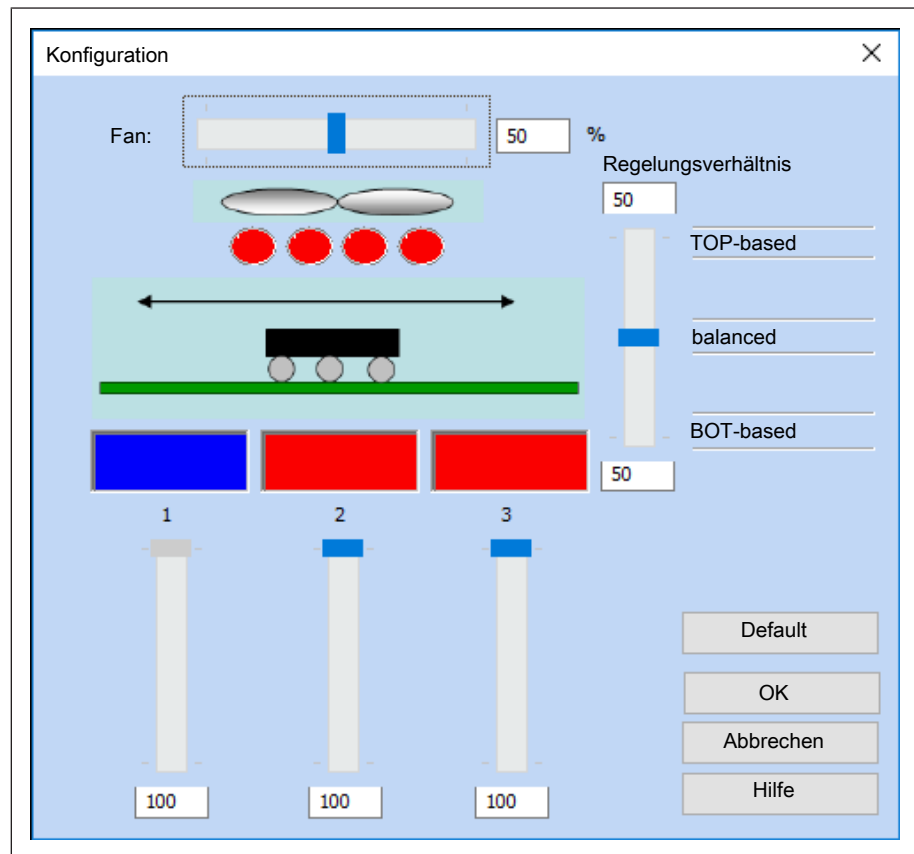 Konfiguration
Fan:
50 %
Regelungsverhältnis
50
TOP-based
balanced
BOT-based
50
1 2 3
100 100 100
Default
OK
Abbrechen
Hilfe